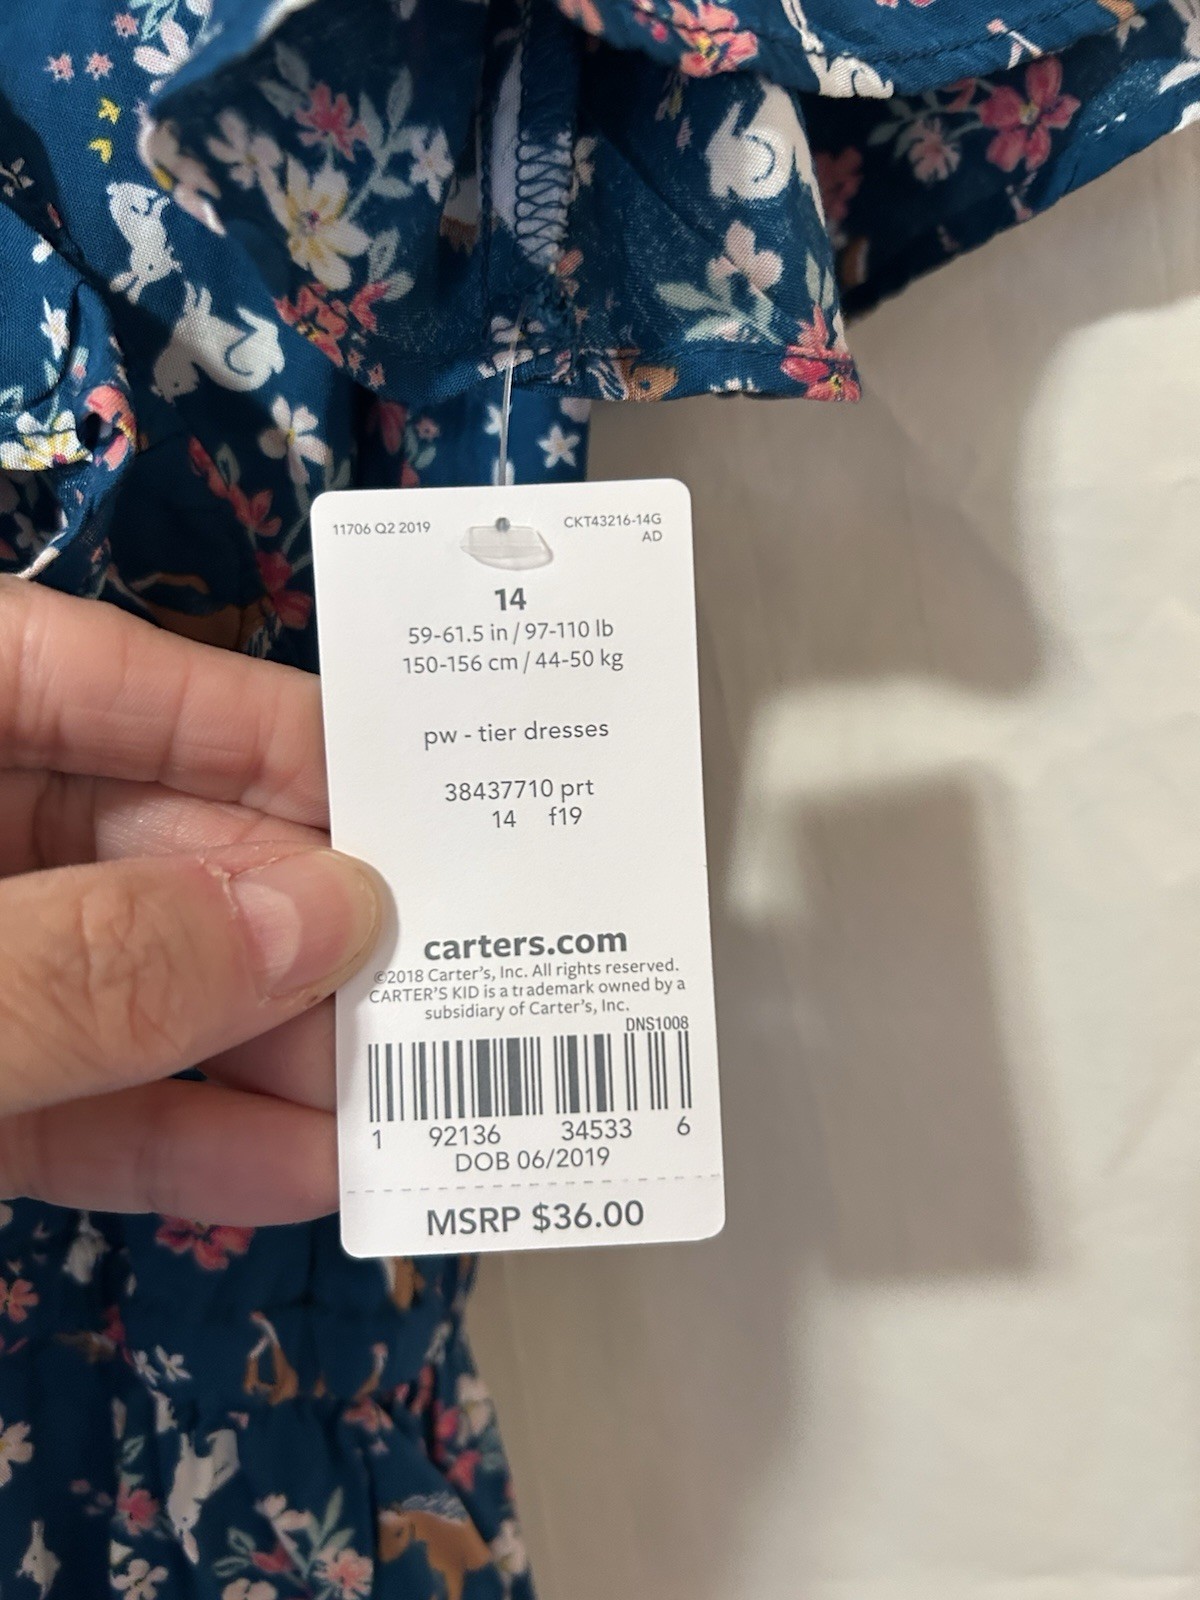 11706 Q2 2019
CKT43216-14G
AD
14
59-61.5 in / 97-110 lb
150-156 cm / 44-50 kg
pw - tier dresses
38437710 prt
14 f19
carters.com
©2018 Carter's, Inc. All rights reserved.
CARTER'S KID is a trademark owned by a
subsidiary of Carter's, Inc.
DNS1008
1 92136 34533 6
DOB 06/2019
MSRP $36.00